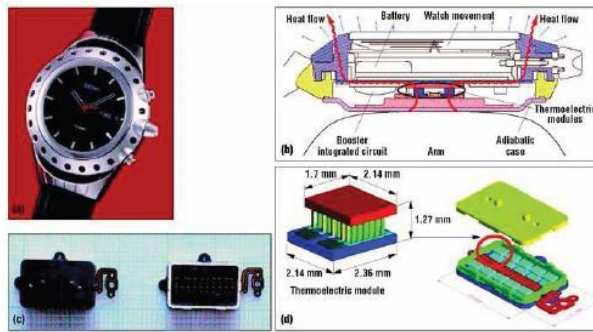 (a)
Heat flow
Battery
Watch movement
Heat flow
Thermoelectric
modules
Booster
integrated circuit
Arm
Adiabatic
case
(b)
(c)
1.7 mm
2.14 mm
1.27 mm
2.14 mm
2.36 mm
Thermoelectric module
(d)